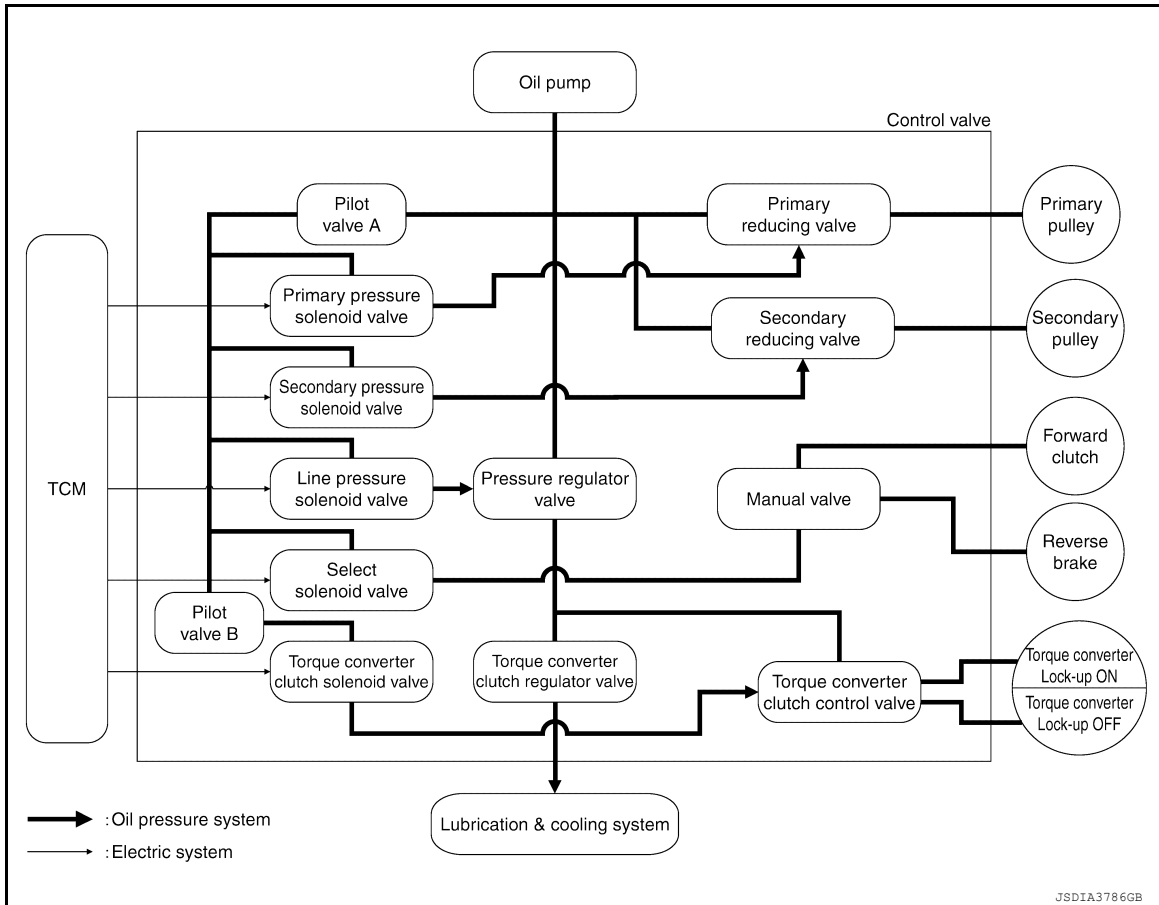 Oil pump
Control valve
Pilot
valve A
Primary
reducing valve
Primary
pulley
Primary pressure
solenoid valve
Secondary
reducing valve
Secondary
pulley
Secondary pressure
solenoid valve
Forward
clutch
TCM
Line pressure
solenoid valve
Pressure regulator
valve
Manual valve
Reverse
brake
Select
solenoid valve
Pilot
valve B
Torque converter
clutch solenoid valve
Torque converter
clutch regulator valve
Torque converter
clutch control valve
Torque converter
Lock-up ON
Torque converter
Lock-up OFF
Lubrication & cooling system
: Oil pressure system
: Electric system
JSDIA3786GB